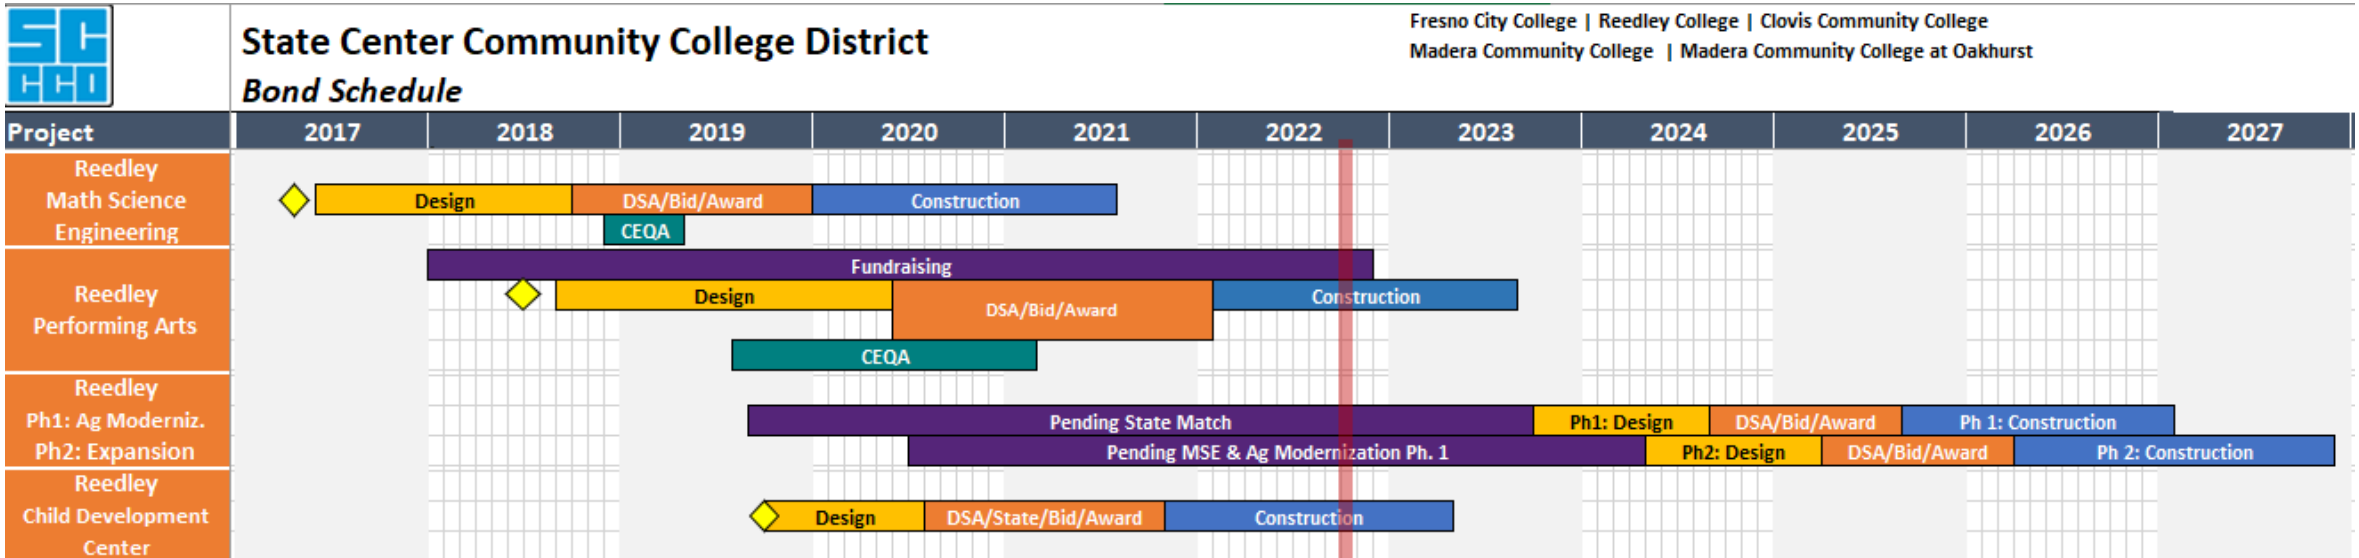 SC
CCD
State Center Community College District
Bond Schedule
Fresno City College | Reedley College | Clovis Community College
Madera Community College | Madera Community College at Oakhurst
Project 2017 2018 2019 2020 2021 2022 2023 2024 2025 2026 2027
Reedley
Math Science
Engineering
Design DSA/Bid/Award Construction
CEQA
Reedley
Performing Arts
Fundraising
Design DSA/Bid/Award Construction
CEQA
Reedley
Ph1: Ag Moderniz.
Ph2: Expansion
Pending State Match Ph1: Design DSA/Bid/Award Ph 1: Construction
Pending MSE & Ag Modernization Ph. 1 Ph2: Design DSA/Bid/Award Ph 2: Construction
Reedley
Child Development
Center
Design DSA/State/Bid/Award Construction